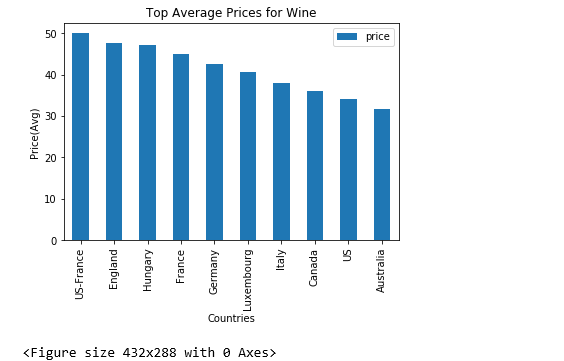 Top Average Prices for Wine
price
50
40
30
20
10
0
Price(Avg)
US-France
England
Hungary
France
Germany
Luxembourg
Italy
Canada
US
Australia
Countries
<Figure size 432x288 with 0 Axes>